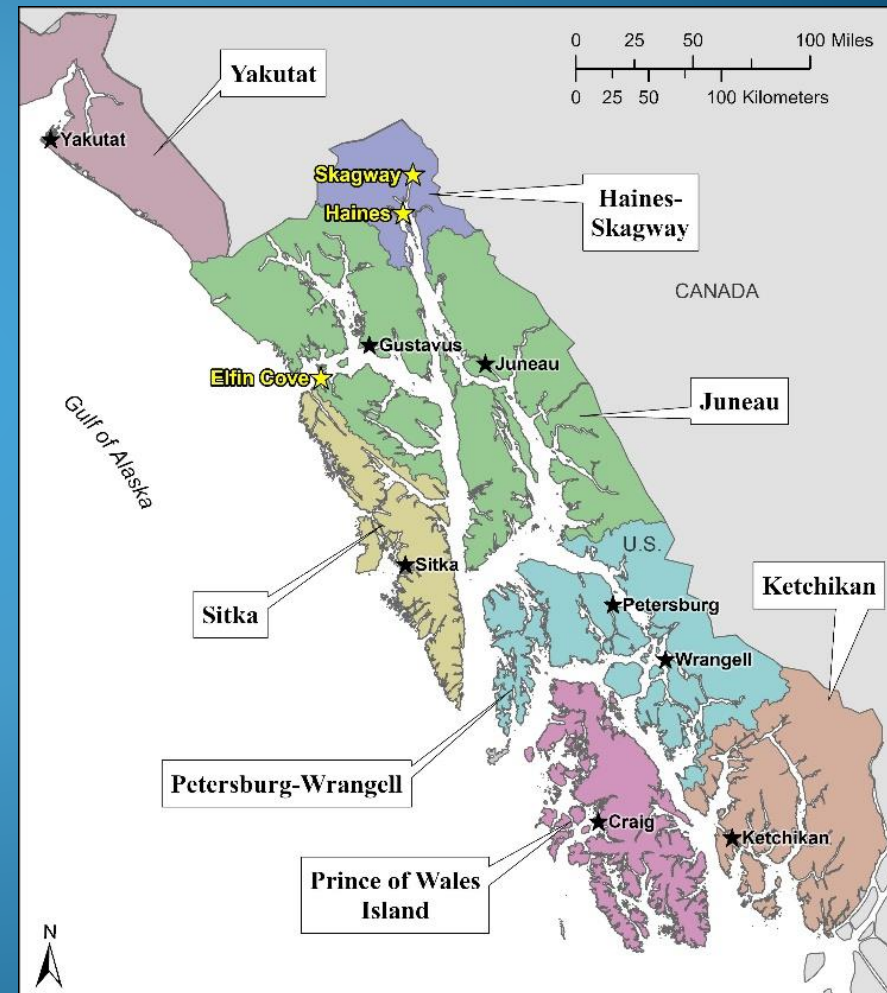 0 25 50 100 Miles
0 25 50 100 Kilometers
Yakutat
Yakutat
Skagway
Haines
Haines-
Skagway
CANADA
Gustavus
Juneau
Elfin Cove
Juneau
Gulf of Alaska
U.S.
Sitka
Ketchikan
Petersburg
Sitka
Wrangell
Petersburg-Wrangell
Craig
Ketchikan
Prince of Wales
Island
N